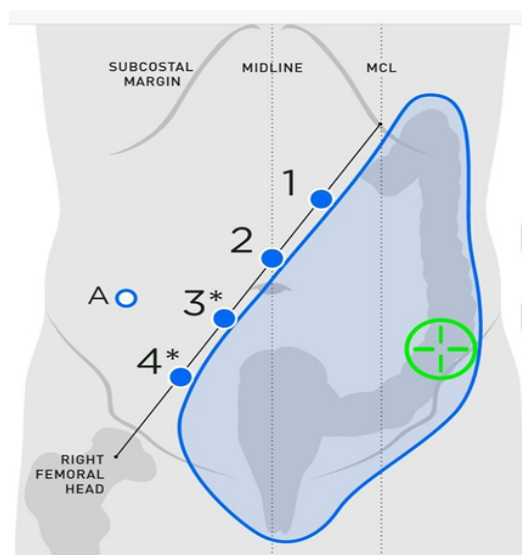 SUBCOSTAL
MARGIN
MIDLINE
MCL
1
2
A
3*
4*
RIGHT
FEMORAL
HEAD